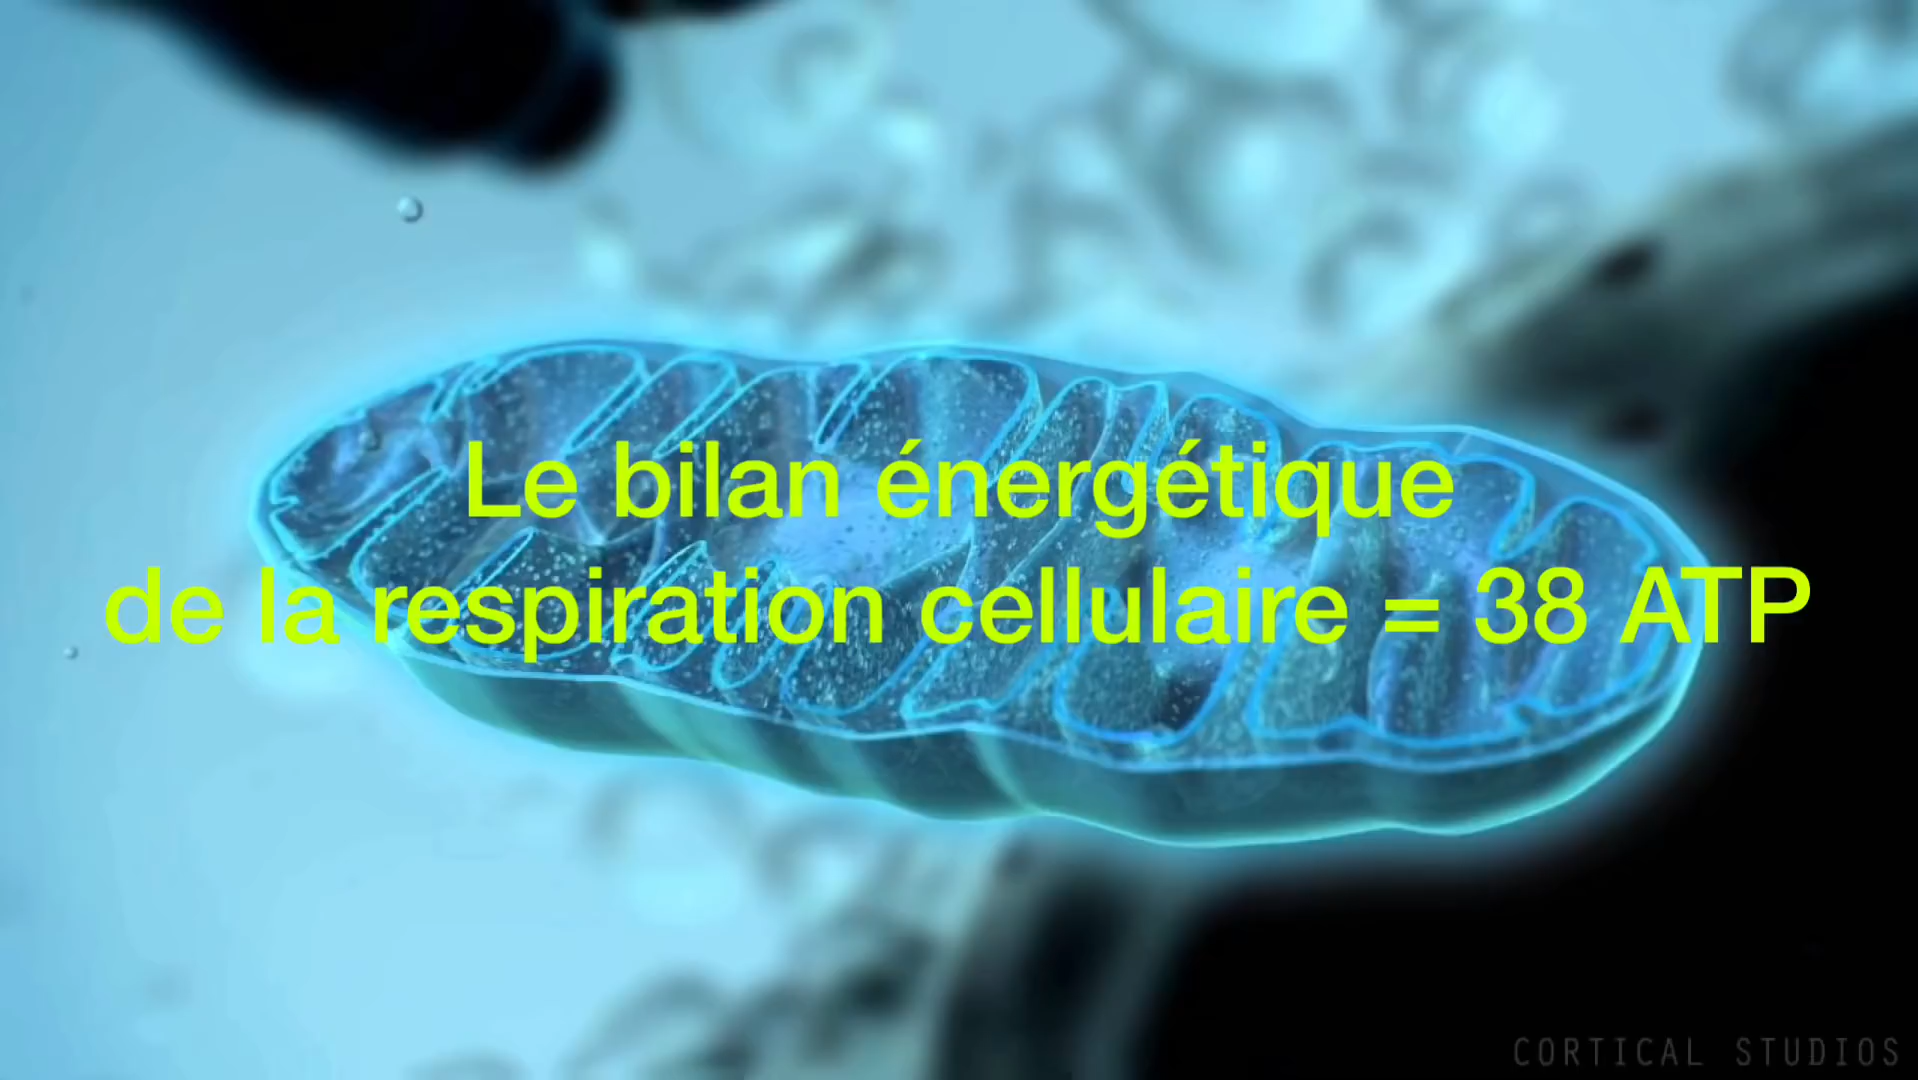 Le bilan énergétique
de la respiration cellulaire = 38 ATP
CORTICAL STUDIOS